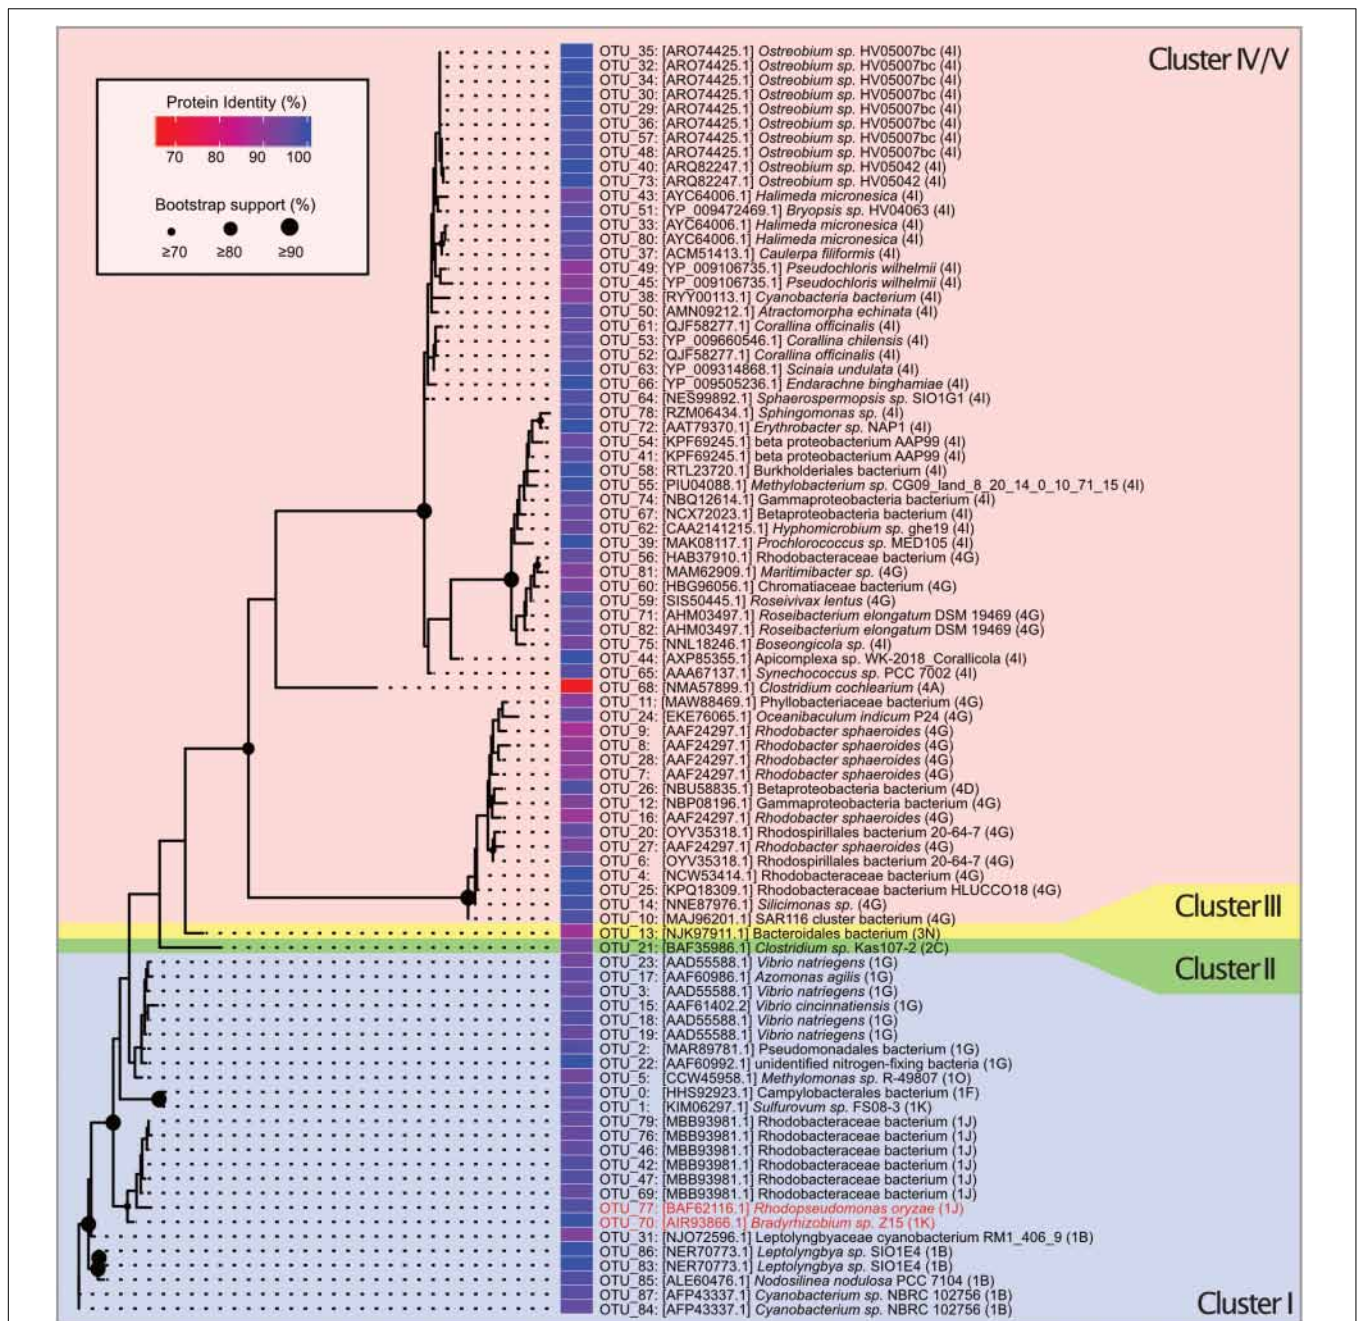 Cluster IV/V
Protein Identity (%)
70 80 90 100
Bootstrap support (%)
≥70 ≥80 ≥90
OTU_35: [ARO74425.1] Ostreobium sp. HV05007bc (4I)
OTU_32: [ARO74425.1] Ostreobium sp. HV05007bc (4I)
OTU_34: [ARO74425.1] Ostreobium sp. HV05007bc (4I)
OTU_30: [ARO74425.1] Ostreobium sp. HV05007bc (4I)
OTU_29: [ARO74425.1] Ostreobium sp. HV05007bc (4I)
OTU_36: [ARO74425.1] Ostreobium sp. HV05007bc (4I)
OTU_57: [ARO74425.1] Ostreobium sp. HV05007bc (4I)
OTU_48: [ARO74425.1] Ostreobium sp. HV05007bc (4I)
OTU_40: [ARQ82247.1] Ostreobium sp. HV05042 (4I)
OTU_73: [ARQ82247.1] Ostreobium sp. HV05042 (4I)
OTU_43: [AYC64006.1] Halimeda micronesica (4I)
OTU_51: [YP_009472469.1] Bryopsis sp. HV04063 (4I)
OTU_33: [AYC64006.1] Halimeda micronesica (4I)
OTU_80: [AYC64006.1] Halimeda micronesica (4I)
OTU_37: [ACM51413.1] Caulerpa filiformis (4I)
OTU_49: [YP_009106735.1] Pseudochloris wilhelmii (4I)
OTU_45: [YP_009106735.1] Pseudochloris wilhelmii (4I)
OTU_38: [RYY00113.1] Cyanobacteria bacterium (4I)
OTU_50: [AMN09212.1] Atractomorpha echinata (4I)
OTU_61: [QJF58277.1] Corallina officinalis (4I)
OTU_53: [YP_009660546.1] Corallina chilensis (4I)
OTU_52: [QJF58277.1] Corallina officinalis (4I)
OTU_63: [YP_009314868.1] Scinaia undulata (4I)
OTU_66: [YP_009505236.1] Endarachne binghamiae (4I)
OTU_64: [NES99892.1] Sphaerospermopsis sp. SIO1G1 (4I)
OTU_78: [RZM06434.1] Sphingomonas sp. (4I)
OTU_72: [AAT79370.1] Erythrobacter sp. NAP1 (4I)
OTU_54: [KPF69245.1] beta proteobacterium AAP99 (4I)
OTU_41: [KPF69245.1] beta proteobacterium AAP99 (4I)
OTU_58: [RTL23720.1] Burkholderiales bacterium (4I)
OTU_55: [PIU04088.1] Methylobacterium sp. CG09_land_8_20_14_0_10_71_15 (4I)
OTU_74: [NBQ12614.1] Gammaproteobacteria bacterium (4I)
OTU_67: [NCX72023.1] Betaproteobacteria bacterium (4I)
OTU_62: [CAA2141215.1] Hyphomicrobium sp. ghe19 (4I)
OTU_39: [MAK08117.1] Prochlorococcus sp. MED105 (4I)
OTU_56: [HAB37910.1] Rhodobacteraceae bacterium (4G)
OTU_81: [MAM62909.1] Maritimibacter sp. (4G)
OTU_60: [HBG96056.1] Chromatiaceae bacterium (4G)
OTU_59: [SIS50445.1] Roseivivax lentus (4G)
OTU_71: [AHM03497.1] Roseibacterium elongatum DSM 19469 (4G)
OTU_82: [AHM03497.1] Roseibacterium elongatum DSM 19469 (4G)
OTU_75: [NNL18246.1] Boseongicola sp. (4I)
OTU_44: [AXP85355.1] Apicomplexa sp. WK-2018_Corallicola (4I)
OTU_65: [AAA67137.1] Synechococcus sp. PCC 7002 (4I)
OTU_68: [NMA57899.1] Clostridium cochlearium (4A)
OTU_11: [MAW88469.1] Phyllobacteriaceae bacterium (4G)
OTU_24: [EKE76065.1] Oceanibaculum indicum P24 (4G)
OTU_9: [AAF24297.1] Rhodobacter sphaeroides (4G)
OTU_8: [AAF24297.1] Rhodobacter sphaeroides (4G)
OTU_28: [AAF24297.1] Rhodobacter sphaeroides (4G)
OTU_7: [AAF24297.1] Rhodobacter sphaeroides (4G)
OTU_26: [NBU58835.1] Betaproteobacteria bacterium (4D)
OTU_12: [NBP08196.1] Gammaproteobacteria bacterium (4G)
OTU_16: [AAF24297.1] Rhodobacter sphaeroides (4G)
OTU_20: [OYV35318.1] Rhodospirillales bacterium 20-64-7 (4G)
OTU_27: [AAF24297.1] Rhodobacter sphaeroides (4G)
OTU_6: [OYV35318.1] Rhodospirillales bacterium 20-64-7 (4G)
OTU_4: [NCW53414.1] Rhodobacteraceae bacterium (4G)
OTU_25: [KPQ18309.1] Rhodobacteraceae bacterium HLUCCO18 (4G)
OTU_14: [NNE87976.1] Silicimonas sp. (4G)
Cluster III
OTU_10: [MAJ96201.1] SAR116 cluster bacterium (4G)
OTU_13: [NJK97911.1] Bacteroidales bacterium (3N)
OTU_21: [BAF35986.1] Clostridium sp. Kas107-2 (2C)
OTU_23: [AAD55588.1] Vibrio natriegens (1G)
Cluster II
OTU_17: [AAF60986.1] Azomonas agilis (1G)
OTU_3: [AAD55588.1] Vibrio natriegens (1G)
OTU_15: [AAF61402.2] Vibrio cincinnatiensis (1G)
OTU_18: [AAD55588.1] Vibrio natriegens (1G)
OTU_19: [AAD55588.1] Vibrio natriegens (1G)
OTU_2: [MAR89781.1] Pseudomonadales bacterium (1G)
OTU_22: [AAF60992.1] unidentified nitrogen-fixing bacteria (1G)
OTU_5: [CCW45958.1] Methylomonas sp. R-49807 (1O)
OTU_0: [HHS92923.1] Campylobacterales bacterium (1F)
OTU_1: [KIM06297.1] Sulfurovum sp. FS08-3 (1K)
OTU_79: [MBB93981.1] Rhodobacteraceae bacterium (1J)
OTU_76: [MBB93981.1] Rhodobacteraceae bacterium (1J)
OTU_46: [MBB93981.1] Rhodobacteraceae bacterium (1J)
OTU_42: [MBB93981.1] Rhodobacteraceae bacterium (1J)
OTU_47: [MBB93981.1] Rhodobacteraceae bacterium (1J)
OTU_69: [MBB93981.1] Rhodobacteraceae bacterium (1J)
OTU_77: [BAF62116.1] Rhodopseudomonas oryzae (1J)
OTU_70: [AIR93866.1] Bradyrhizobium sp. Z15 (1K)
OTU_31: [NJO72596.1] Leptolyngbyaceae cyanobacterium RM1_406_9 (1B)
OTU_86: [NER70773.1] Leptolyngbya sp. SIO1E4 (1B)
OTU_83: [NER70773.1] Leptolyngbya sp. SIO1E4 (1B)
OTU_85: [ALE60476.1] Nodosilinea nodulosa PCC 7104 (1B)
OTU_87: [AFP43337.1] Cyanobacterium sp. NBRC 102756 (1B)
OTU_84: [AFP43337.1] Cyanobacterium sp. NBRC 102756 (1B)
Cluster I